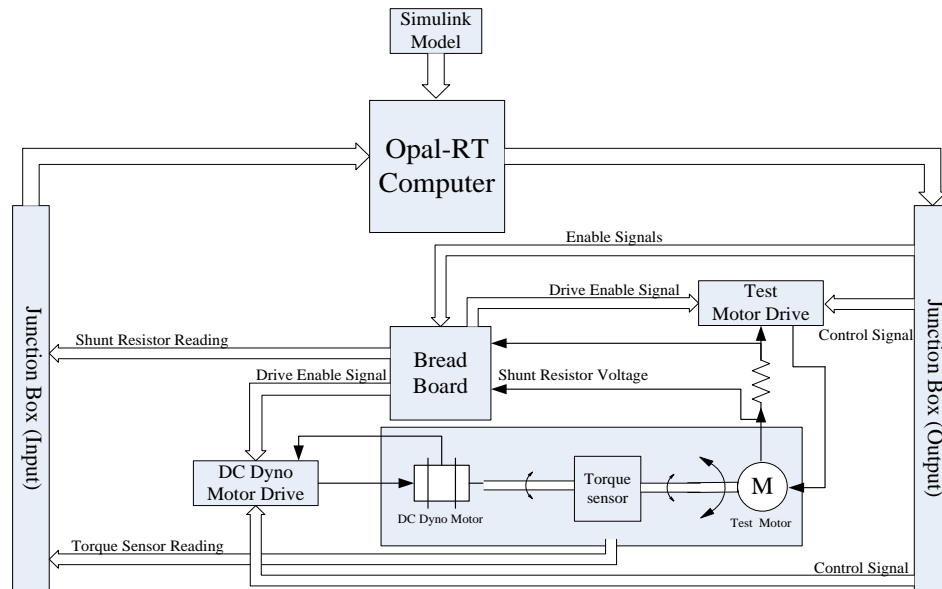 Simulink
Model
Opal-RT
Computer
Enable Signals
Drive Enable Signal
Test
Motor Drive
Control Signal
Shunt Resistor Reading
Bread
Board
Drive Enable Signal
Shunt Resistor Voltage
Junction Box (Input)
Junction Box (Output)
DC Dyno
Motor Drive
Torque
sensor
M
DC Dyno Motor
Test Motor
Torque Sensor Reading
Control Signal